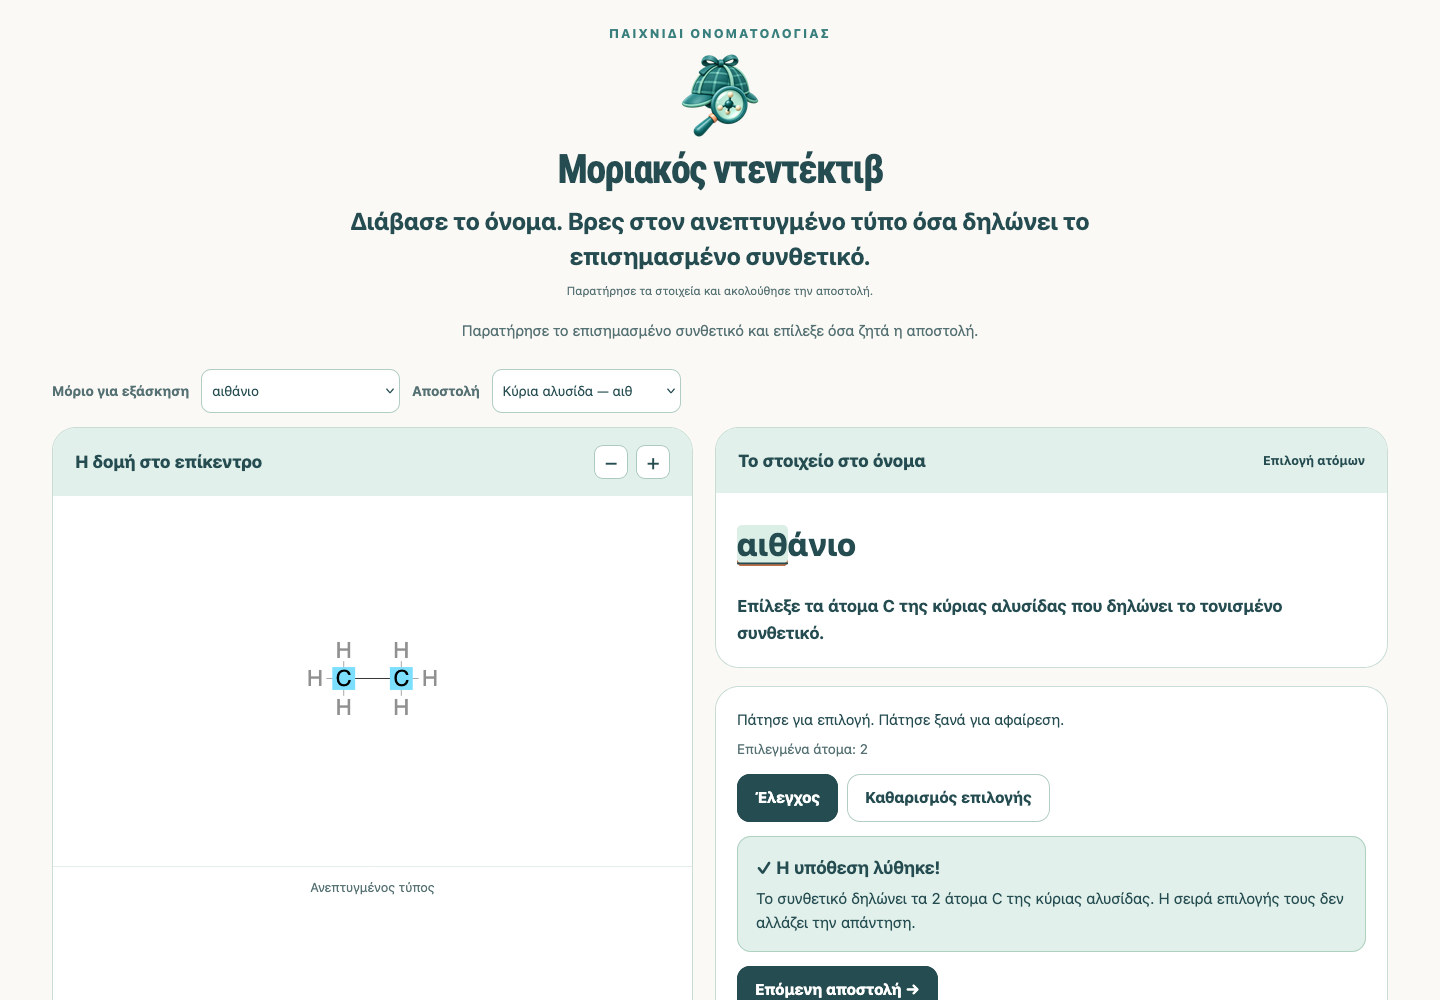 ΠΑΙΧΝΙΔΙ ΟΝΟΜΑΤΟΛΟΓΙΑΣ
Μοριακός ντεντέκτιβ
Διάβασε το όνομα. Βρες στον ανεπτυγμένο τύπο όσα δηλώνει το
επισημασμένο συνθετικό.
Παρατήρησε τα στοιχεία και ακολούθησε την αποστολή.
Παρατήρησε το επισημασμένο συνθετικό και επίλεξε όσα ζητά η αποστολή.
Μόριο για εξάσκηση αιθάνιο Αποστολή Κύρια αλυσίδα — αιθ
Η δομή στο επίκεντρο − +
H H
H C C H
H H
Ανεπτυγμένος τύπος
Το στοιχείο στο όνομα Επιλογή ατόμων
αιθάνιο
Επίλεξε τα άτομα C της κύριας αλυσίδας που δηλώνει το τονισμένο
συνθετικό.
Πάτησε για επιλογή. Πάτησε ξανά για αφαίρεση.
Επιλεγμένα άτομα: 2
Έλεγχος Καθαρισμός επιλογής
✓ Η υπόθεση λύθηκε!
Το συνθετικό δηλώνει τα 2 άτομα C της κύριας αλυσίδας. Η σειρά επιλογής τους δεν
αλλάζει την απάντηση.
Επόμενη αποστολή →